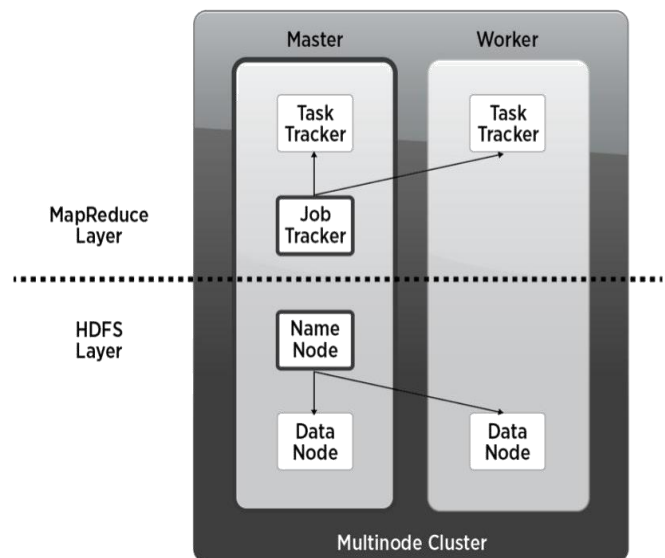 Master
Worker
Task
Tracker
Task
Tracker
MapReduce
Layer
Job
Tracker
HDFS
Layer
Name
Node
Data
Node
Data
Node
Multinode Cluster